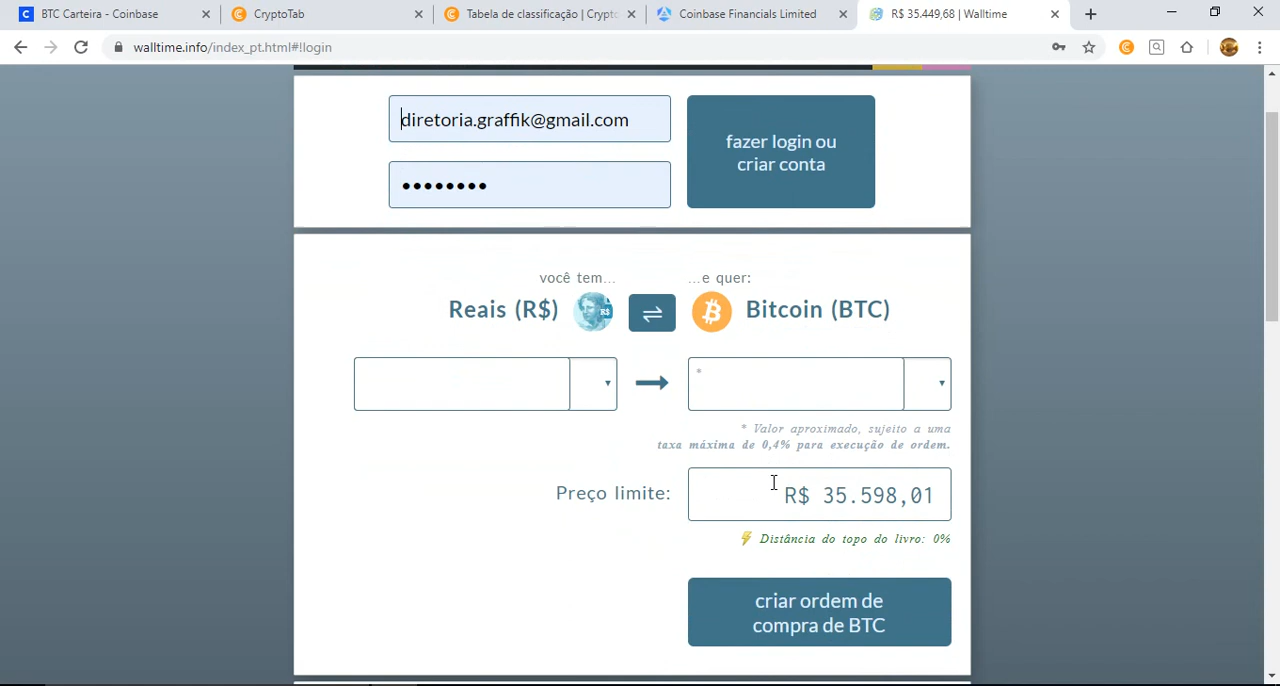 BTC Carteira - Coinbase
CryptoTab
Tabela de classificação | Crypto
Coinbase Financials Limited
R$ 35.449,68 | Walltime
walltime.info/index_pt.html#!login
diretoria.graffik@gmail.com
••••••••
fazer login ou
criar conta
você tem...
...e quer:
Reais (R$)
R$
Bitcoin (BTC)
*
* Valor aproximado, sujeito a uma
taxa máxima de 0,4% para execução de ordem.
Preço limite:
R$ 35.598,01
Distância do topo do livro: 0%
criar ordem de
compra de BTC